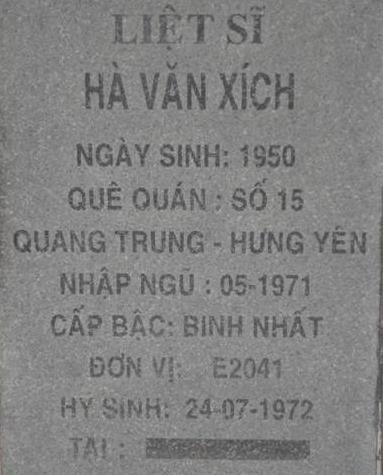 LIỆT SĨ
HÀ VĂN XÍCH
NGÀY SINH: 1950
QUÊ QUÁN : SỐ 15
QUANG TRUNG - HƯNG YÊN
NHẬP NGŨ : 05-1971
CẤP BẬC: BINH NHẤT
ĐƠN VỊ: E2041
HY SINH: 24-07-1972
TẠI :